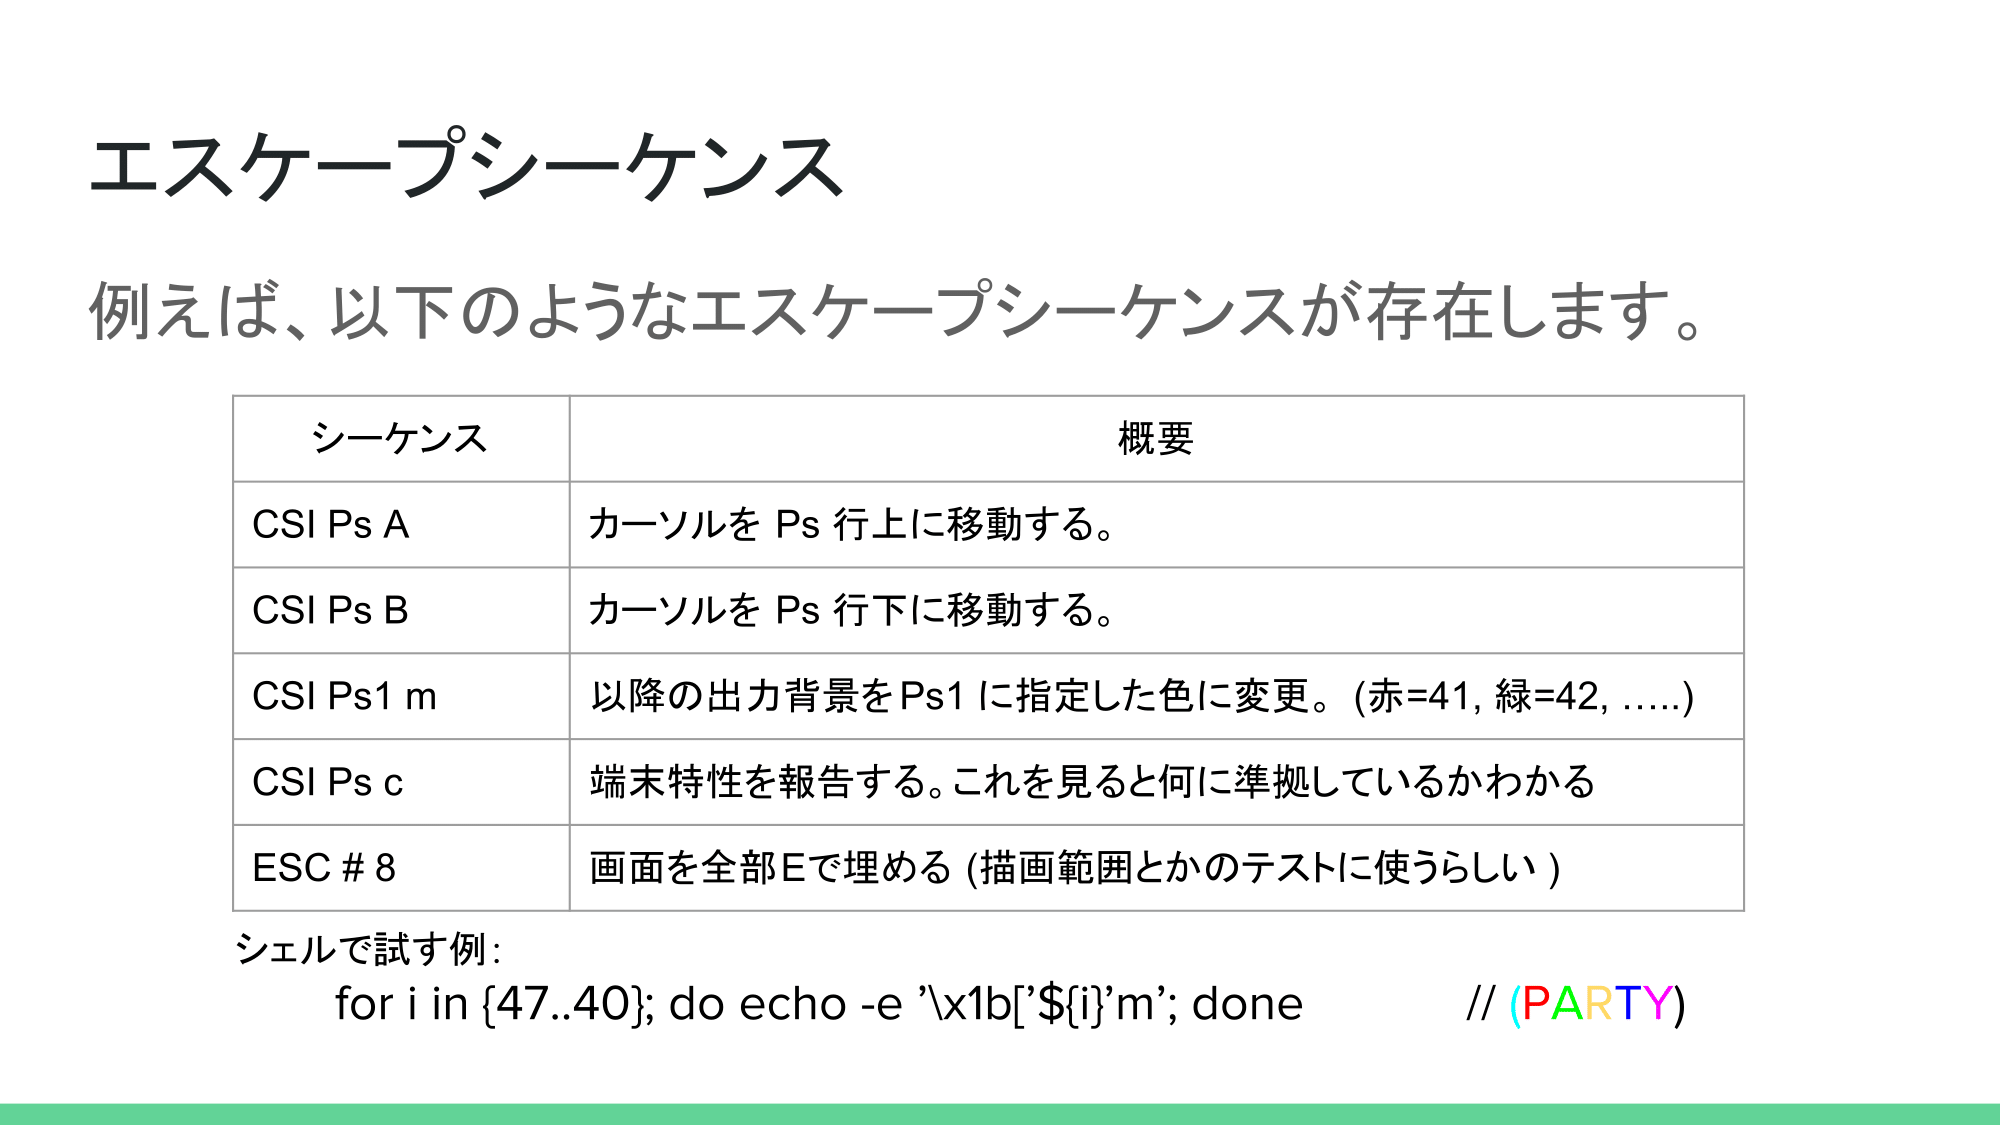 エスケープシーケンス
例えば、以下のようなエスケープシーケンスが存在します。
シーケンス 概要
CSI Ps A カーソルを Ps 行上に移動する。
CSI Ps B カーソルを Ps 行下に移動する。
CSI Ps1 m 以降の出力背景をPs1 に指定した色に変更。 (赤=41, 緑=42, …..)
CSI Ps c 端末特性を報告する。これを見ると何に準拠しているかわかる
ESC # 8 画面を全部Eで埋める (描画範囲とかのテストに使うらしい )
シェルで試す例:
for i in {47..40}; do echo -e ’\x1b['${i}’m’; done // (PARTY)